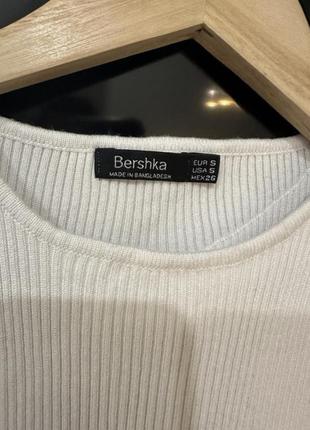 Bershka
MADE IN BANGLADESH
EUR S
USA S
MEX 26